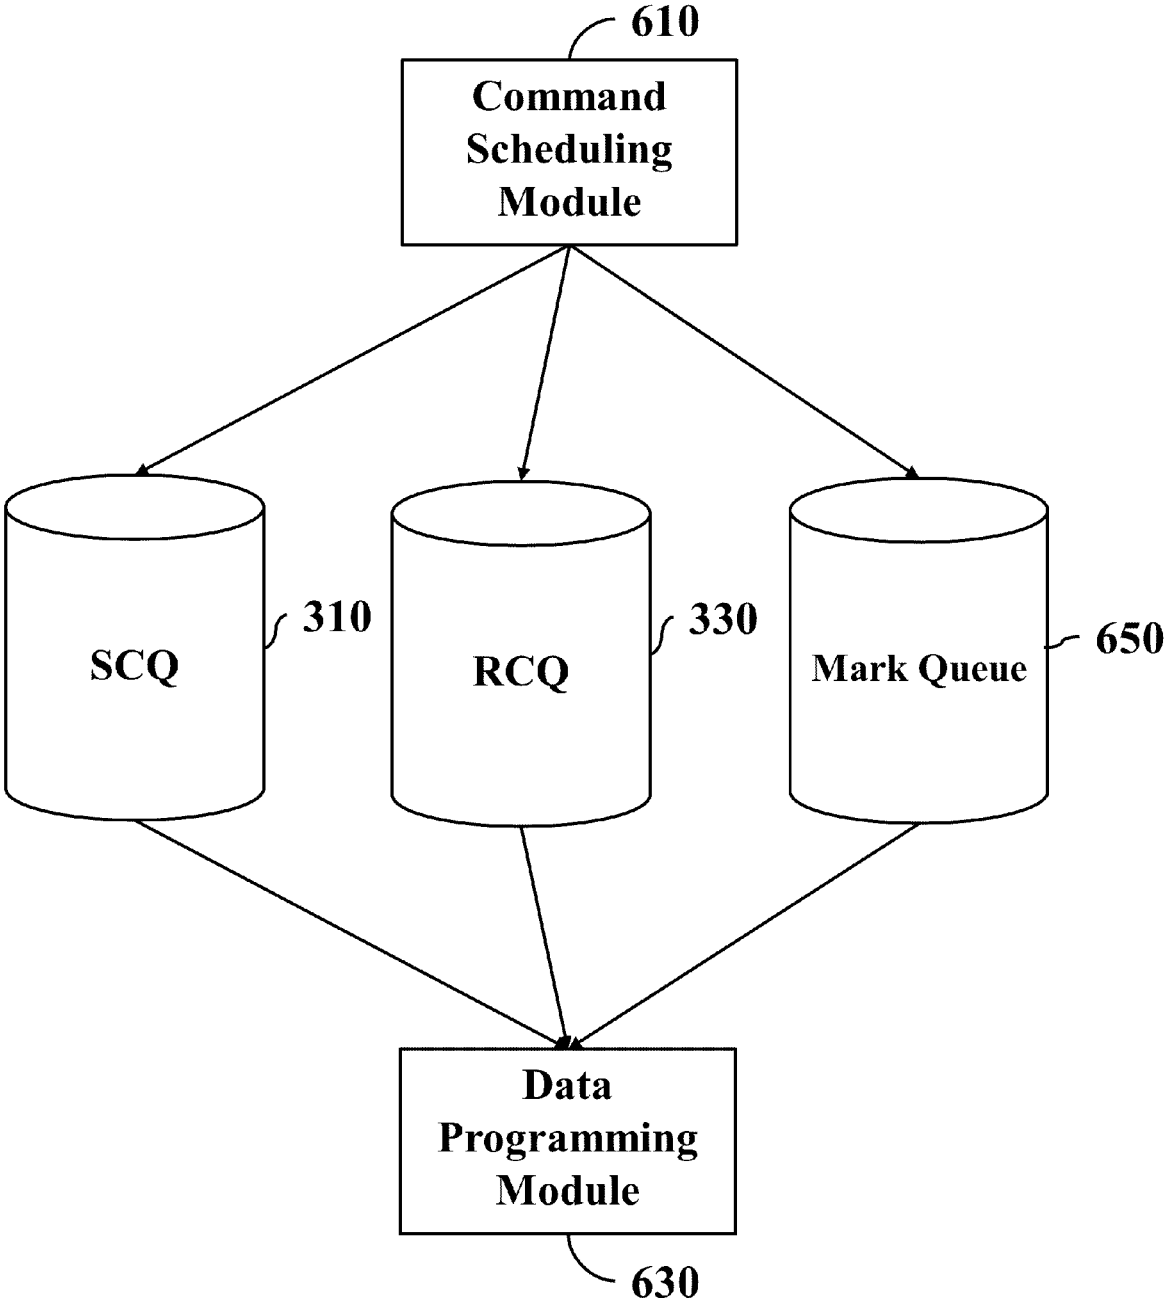 610
Command
Scheduling
Module
SCQ
310
RCQ
330
Mark Queue
650
Data
Programming
Module
630